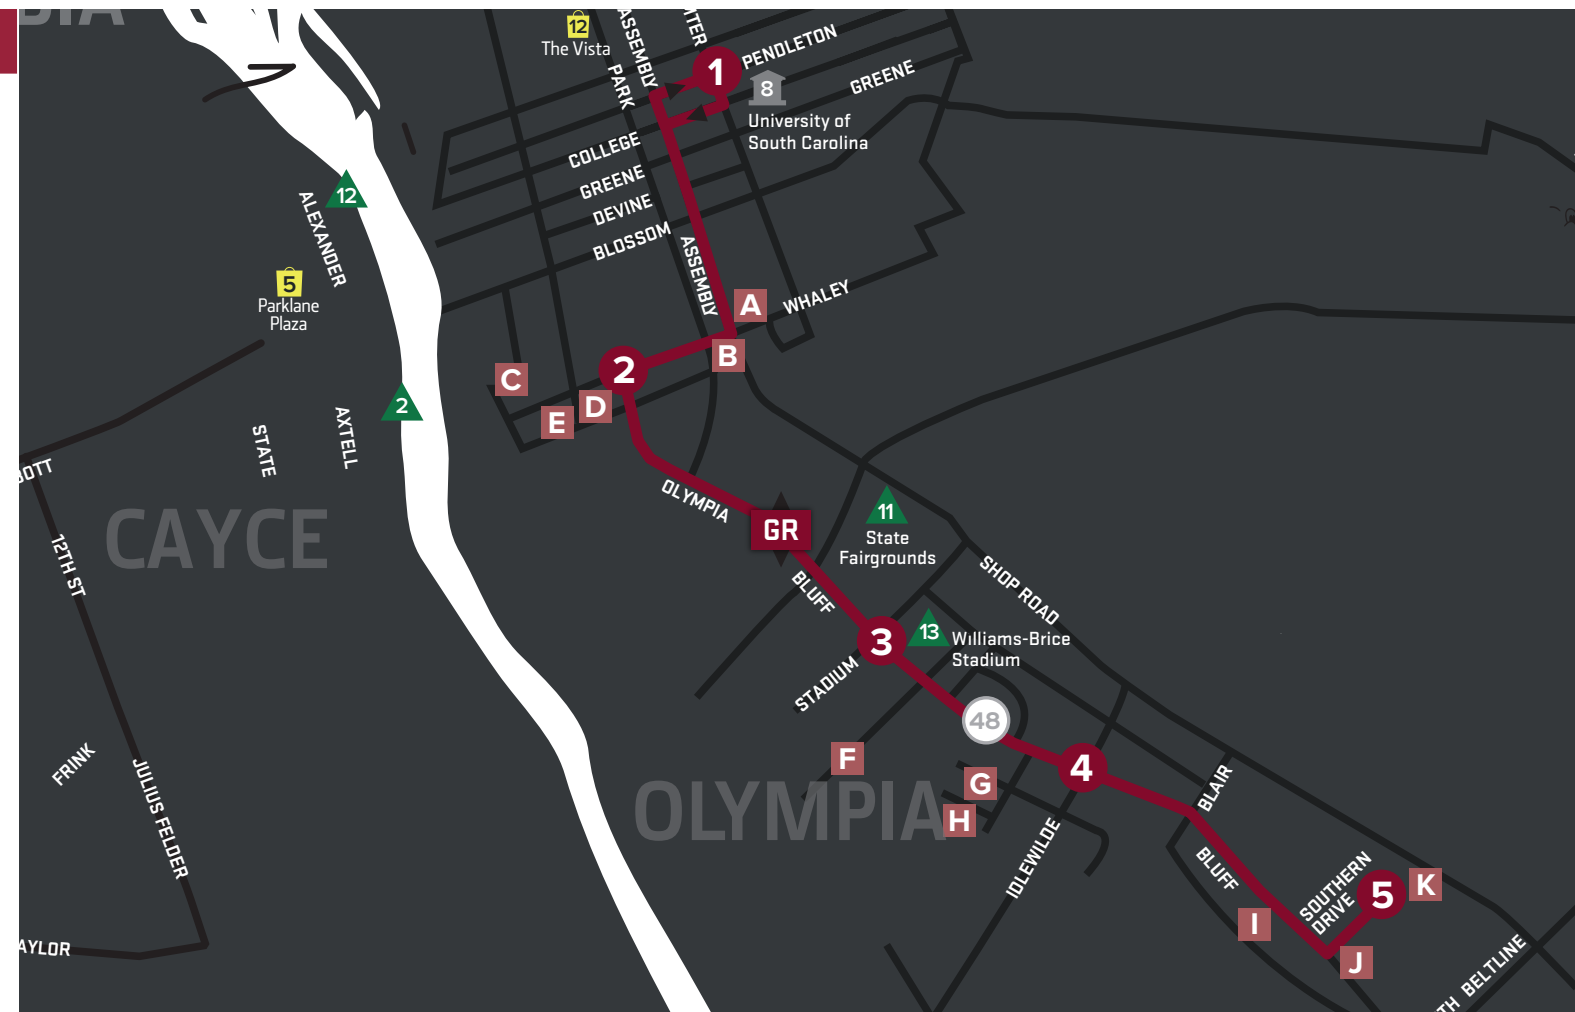 12
The Vista
ASSEMBLY
PARK
1
PENDLETON
GREENE
8
University of
South Carolina
COLLEGE
GREENE
DEVINE
BLOSSOM
ASSEMBLY
A
WHALEY
B
12
ALEXANDER
5
Parklane
Plaza
2
2
C
D
E
STATE
AXTELL
CAYCE
12TH ST
OLYMPIA
GR
11
State
Fairgrounds
BLUFF
SHOP ROAD
3
13
Williams-Brice
Stadium
STADIUM
48
4
F
G
H
OLYMPIA
FRINK
JULIUS FELDER
IDLEWILDE
BLAIR
BLUFF
SOUTHERN
DRIVE
5
K
I
J
AYLOR
TH BELTLINE